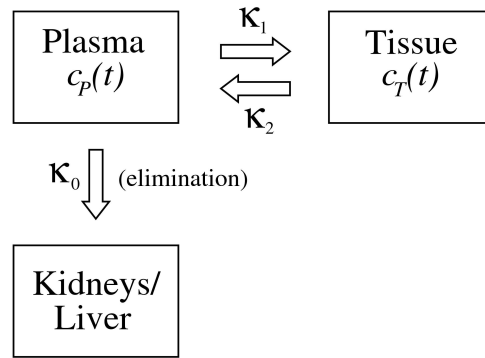 Plasma
c_P(t)
κ_1
κ_2
Tissue
c_T(t)
κ_0
(elimination)
Kidneys/
Liver